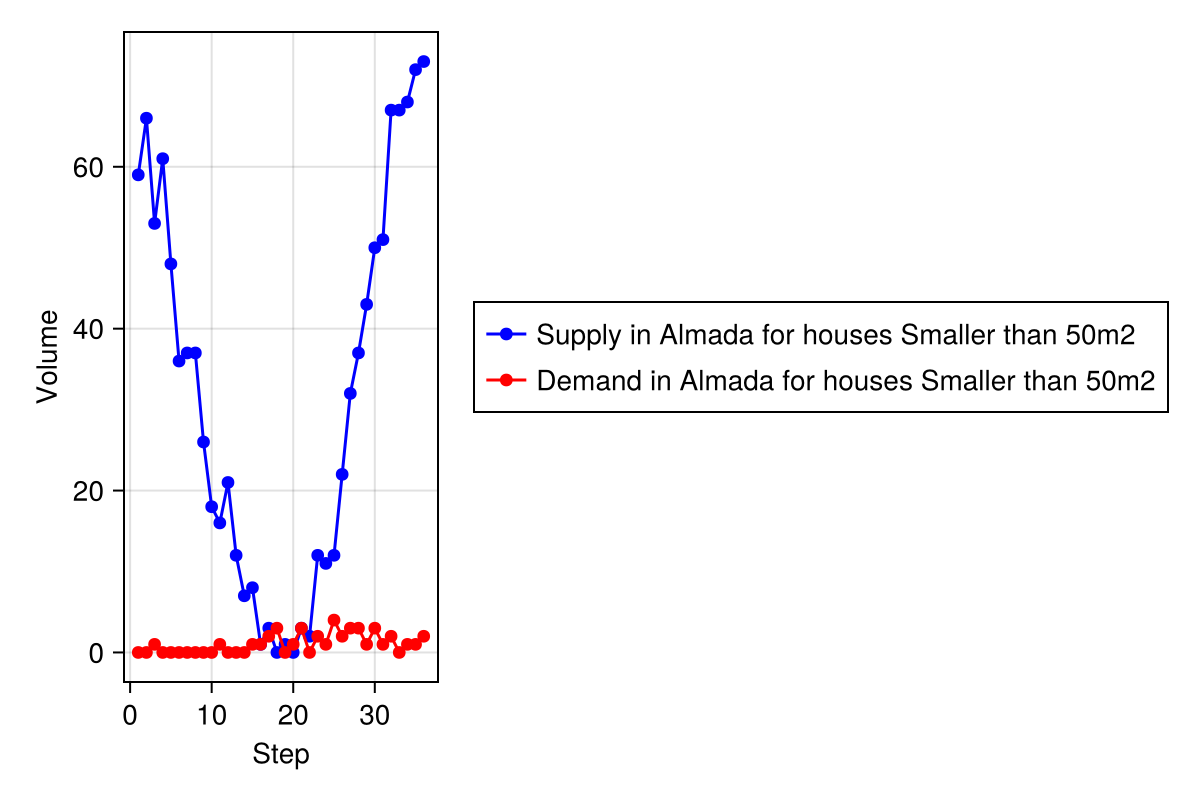 60
40
20
0
Volume
0 10 20 30
Step
Supply in Almada for houses Smaller than 50m2
Demand in Almada for houses Smaller than 50m2